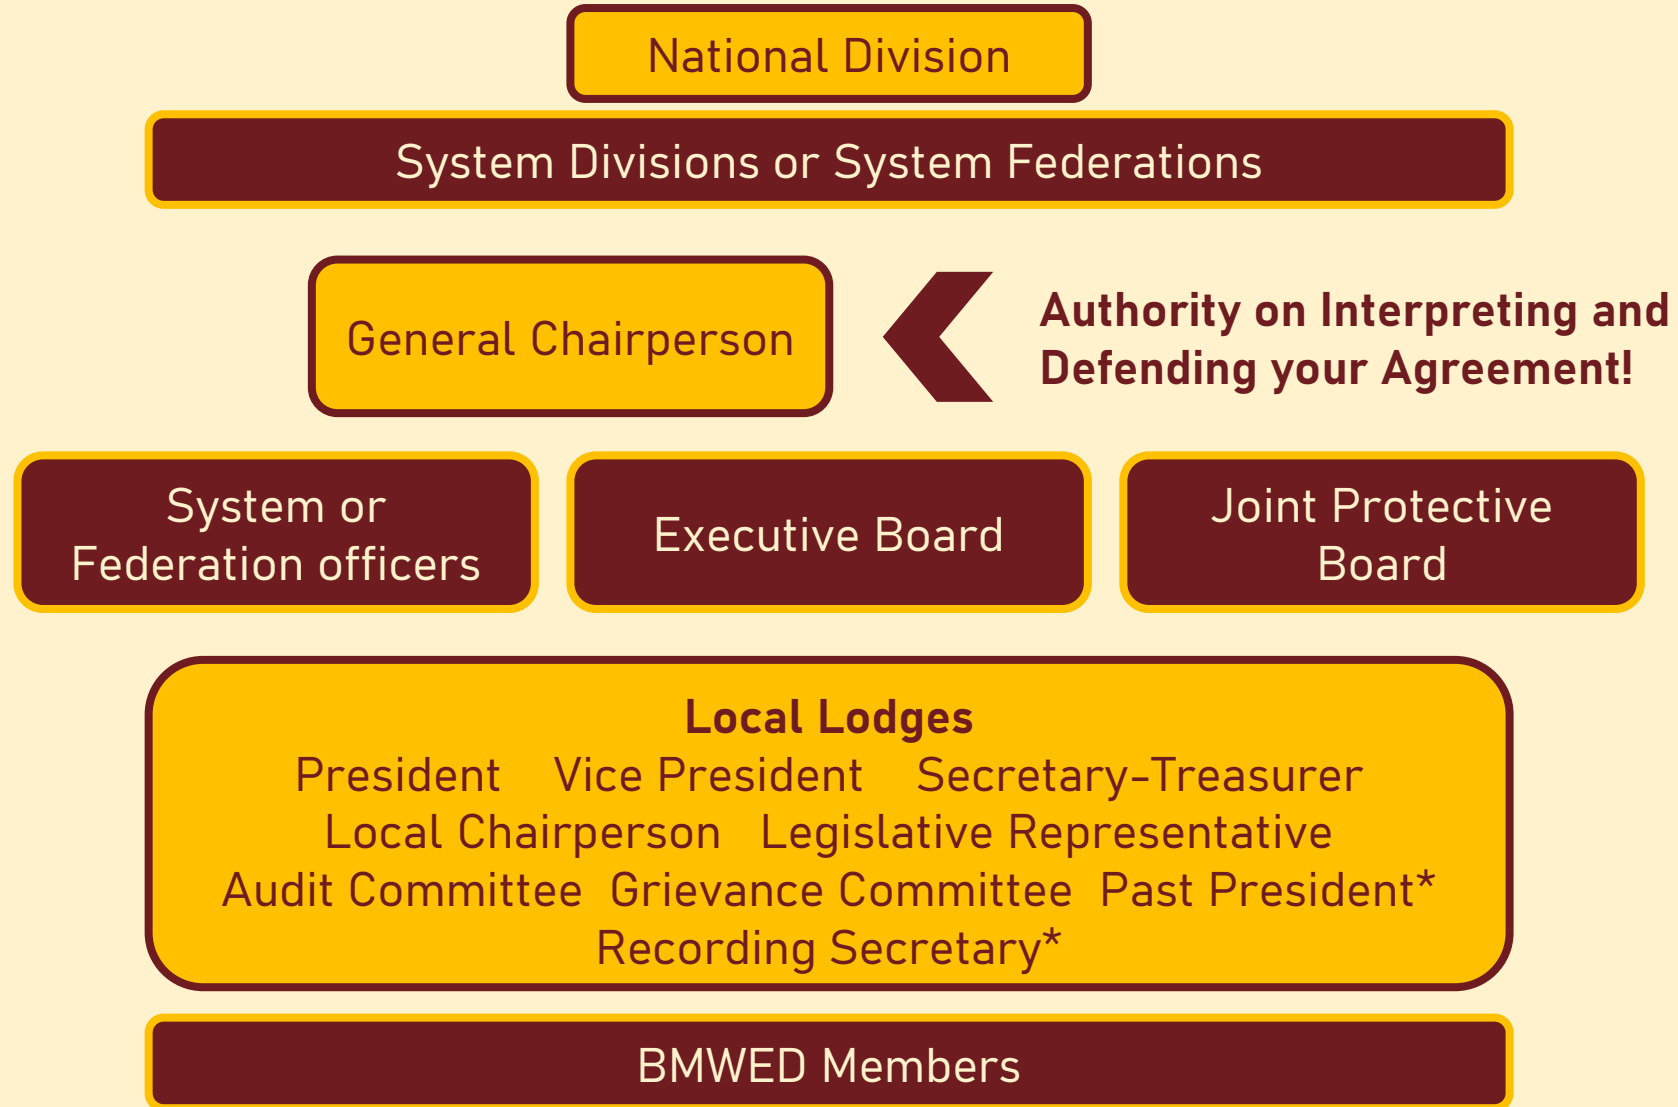 National Division
System Divisions or System Federations
General Chairperson
Authority on Interpreting and
Defending your Agreement!
System or
Federation officers
Executive Board
Joint Protective
Board
Local Lodges
President Vice President Secretary-Treasurer
Local Chairperson Legislative Representative
Audit Committee Grievance Committee Past President*
Recording Secretary*
BMWED Members